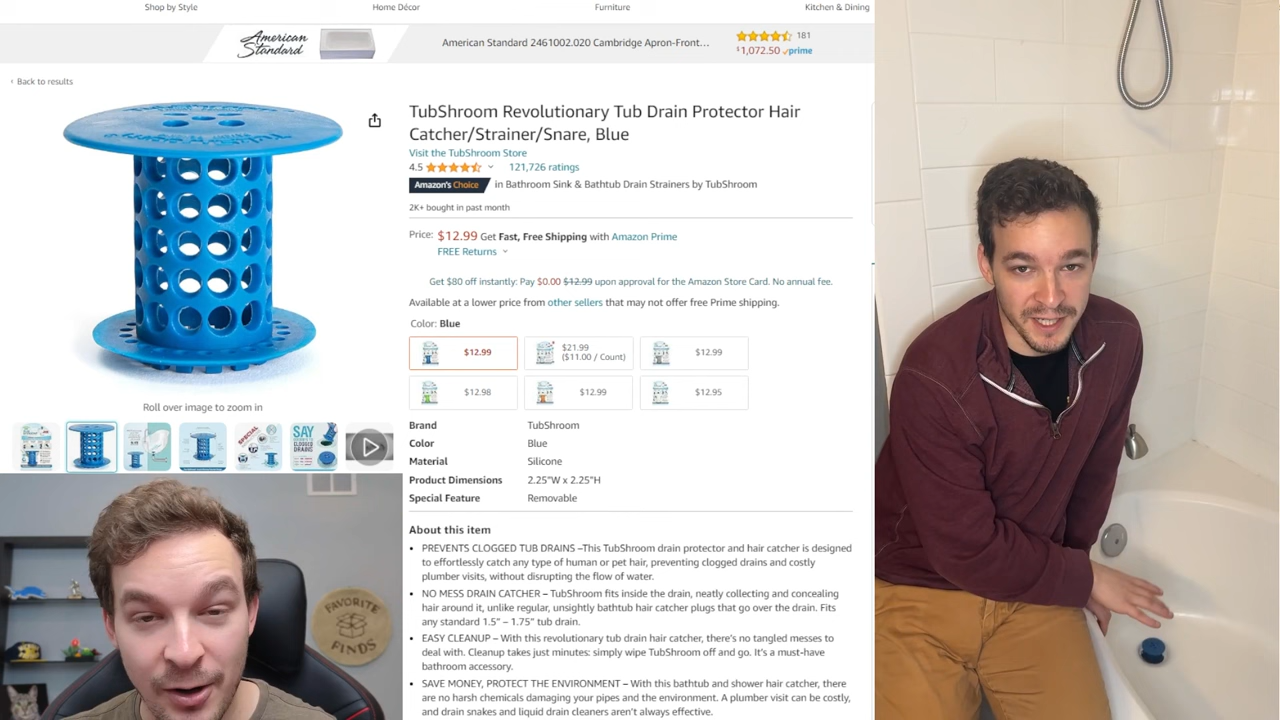 Shop by Style
Home Décor
Furniture
Kitchen & Dining
American
Standard
American Standard 2461002.020 Cambridge Apron-Front…
181
$1,072.50 prime
‹ Back to results
TubShroom Revolutionary Tub Drain Protector Hair
Catcher/Strainer/Snare, Blue
Visit the TubShroom Store
4.5
121,726 ratings
Amazon's Choice in Bathroom Sink & Bathtub Drain Strainers by TubShroom
2K+ bought in past month
Price: $12.99 Get Fast, Free Shipping with Amazon Prime
FREE Returns
Get $80 off instantly: Pay $0.00 $12.99 upon approval for the Amazon Store Card. No annual fee.
Available at a lower price from other sellers that may not offer free Prime shipping.
Color: Blue
$12.99
$21.99
($11.00 / Count)
$12.99
$12.98
$12.99
$12.95
Roll over image to zoom in
SPECIAL
SAY
Brand TubShroom
Color Blue
Material Silicone
Product Dimensions 2.25"W x 2.25"H
Special Feature Removable
About this item
• PREVENTS CLOGGED TUB DRAINS –This TubShroom drain protector and hair catcher is designed
to effortlessly catch any type of human or pet hair, preventing clogged drains and costly
plumber visits, without disrupting the flow of water.
• NO MESS DRAIN CATCHER – TubShroom fits inside the drain, neatly collecting and concealing
hair around it, unlike regular, unsightly bathtub hair catcher plugs that go over the drain. Fits
any standard 1.5" – 1.75" tub drain.
• EASY CLEANUP – With this revolutionary tub drain hair catcher, there's no tangled messes to
deal with. Cleanup takes just minutes: simply wipe TubShroom off and go. It's a must-have
bathroom accessory.
• SAVE MONEY, PROTECT THE ENVIRONMENT – With this bathtub and shower hair catcher, there
are no harsh chemicals damaging your pipes and the environment. A plumber visit can be costly,
and drain snakes and liquid drain cleaners aren't always effective.
FAVORITE
FINDS